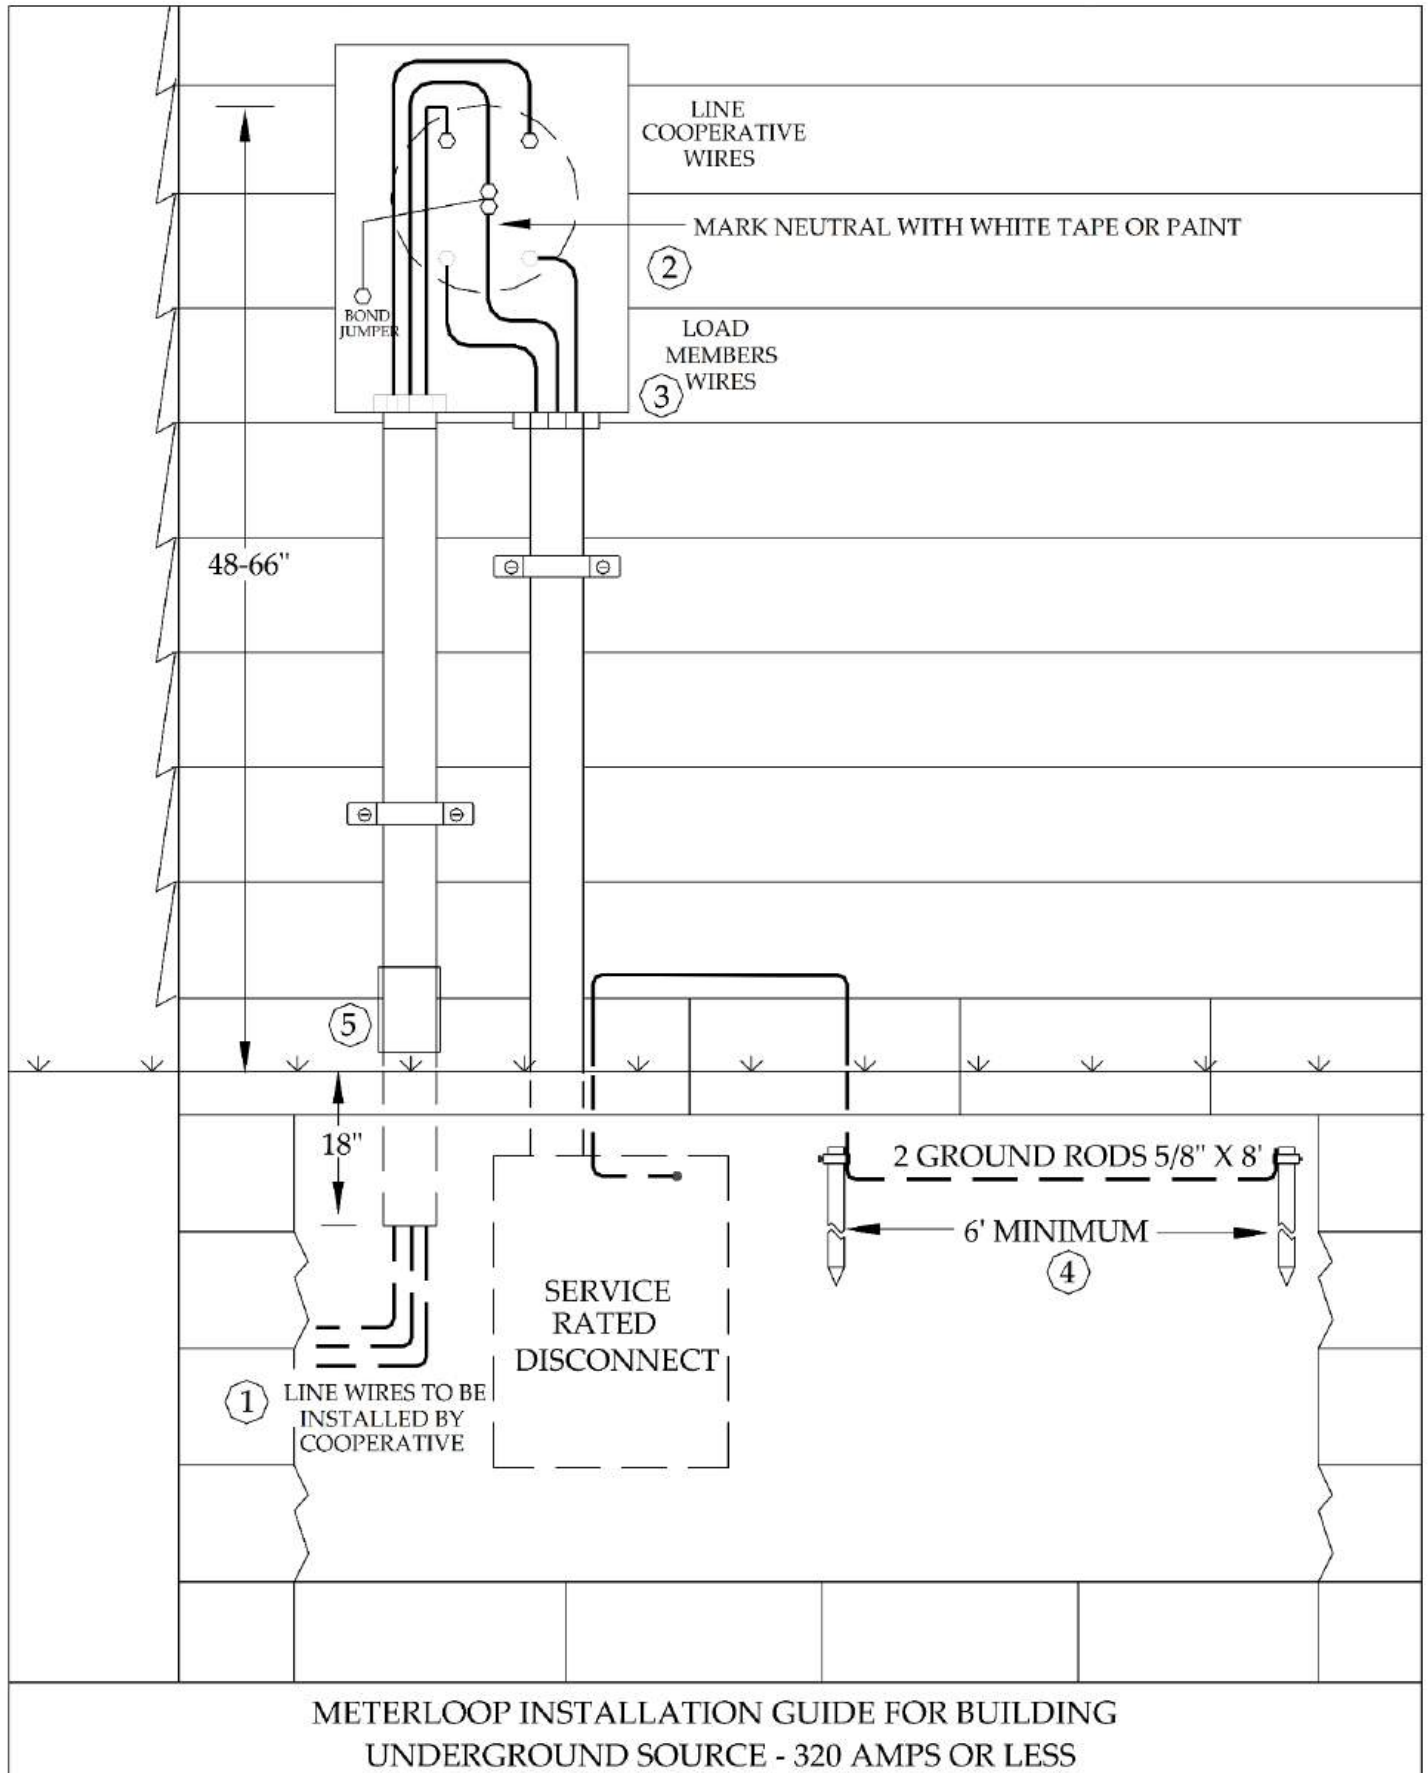 LINE
COOPERATIVE
WIRES
MARK NEUTRAL WITH WHITE TAPE OR PAINT
2
BOND
JUMPER
LOAD
MEMBERS
WIRES
3
48-66"
5
18"
2 GROUND RODS 5/8" X 8'
6' MINIMUM
4
SERVICE
RATED
DISCONNECT
1
LINE WIRES TO BE
INSTALLED BY
COOPERATIVE
METERLOOP INSTALLATION GUIDE FOR BUILDING
UNDERGROUND SOURCE - 320 AMPS OR LESS